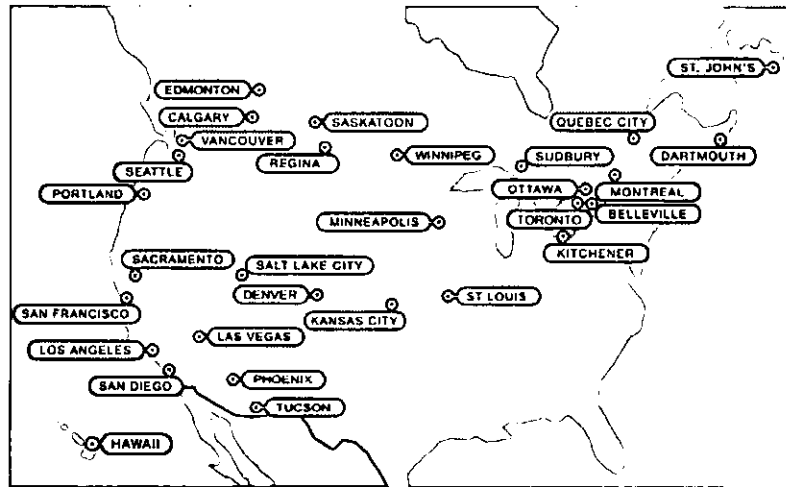 ST. JOHN'S
EDMONTON
CALGARY
SASKATOON
QUEBEC CITY
VANCOUVER
REGINA
WINNIPEG
SUDBURY
DARTMOUTH
SEATTLE
PORTLAND
OTTAWA
MONTREAL
MINNEAPOLIS
TORONTO
BELLEVILLE
KITCHENER
SACRAMENTO
SALT LAKE CITY
DENVER
ST LOUIS
SAN FRANCISCO
KANSAS CITY
LAS VEGAS
LOS ANGELES
SAN DIEGO
PHOENIX
TUCSON
HAWAII